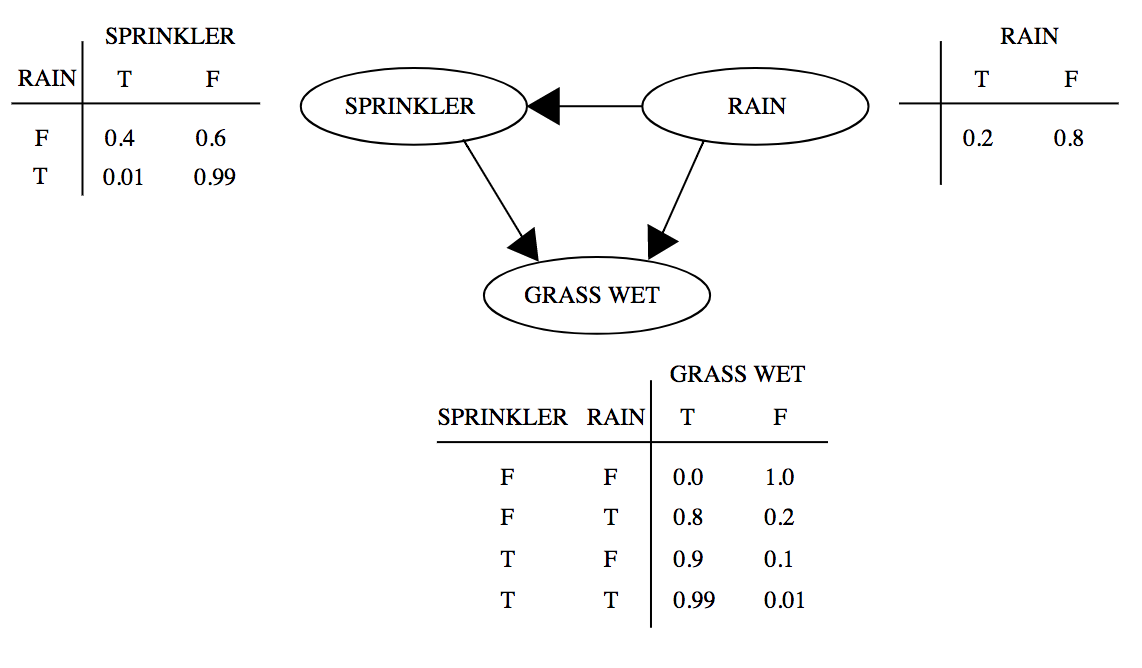 SPRINKLER
RAIN T F
F 0.4 0.6
T 0.01 0.99
SPRINKLER
RAIN
RAIN
T F
0.2 0.8
GRASS WET
GRASS WET
SPRINKLER RAIN T F
F F 0.0 1.0
F T 0.8 0.2
T F 0.9 0.1
T T 0.99 0.01